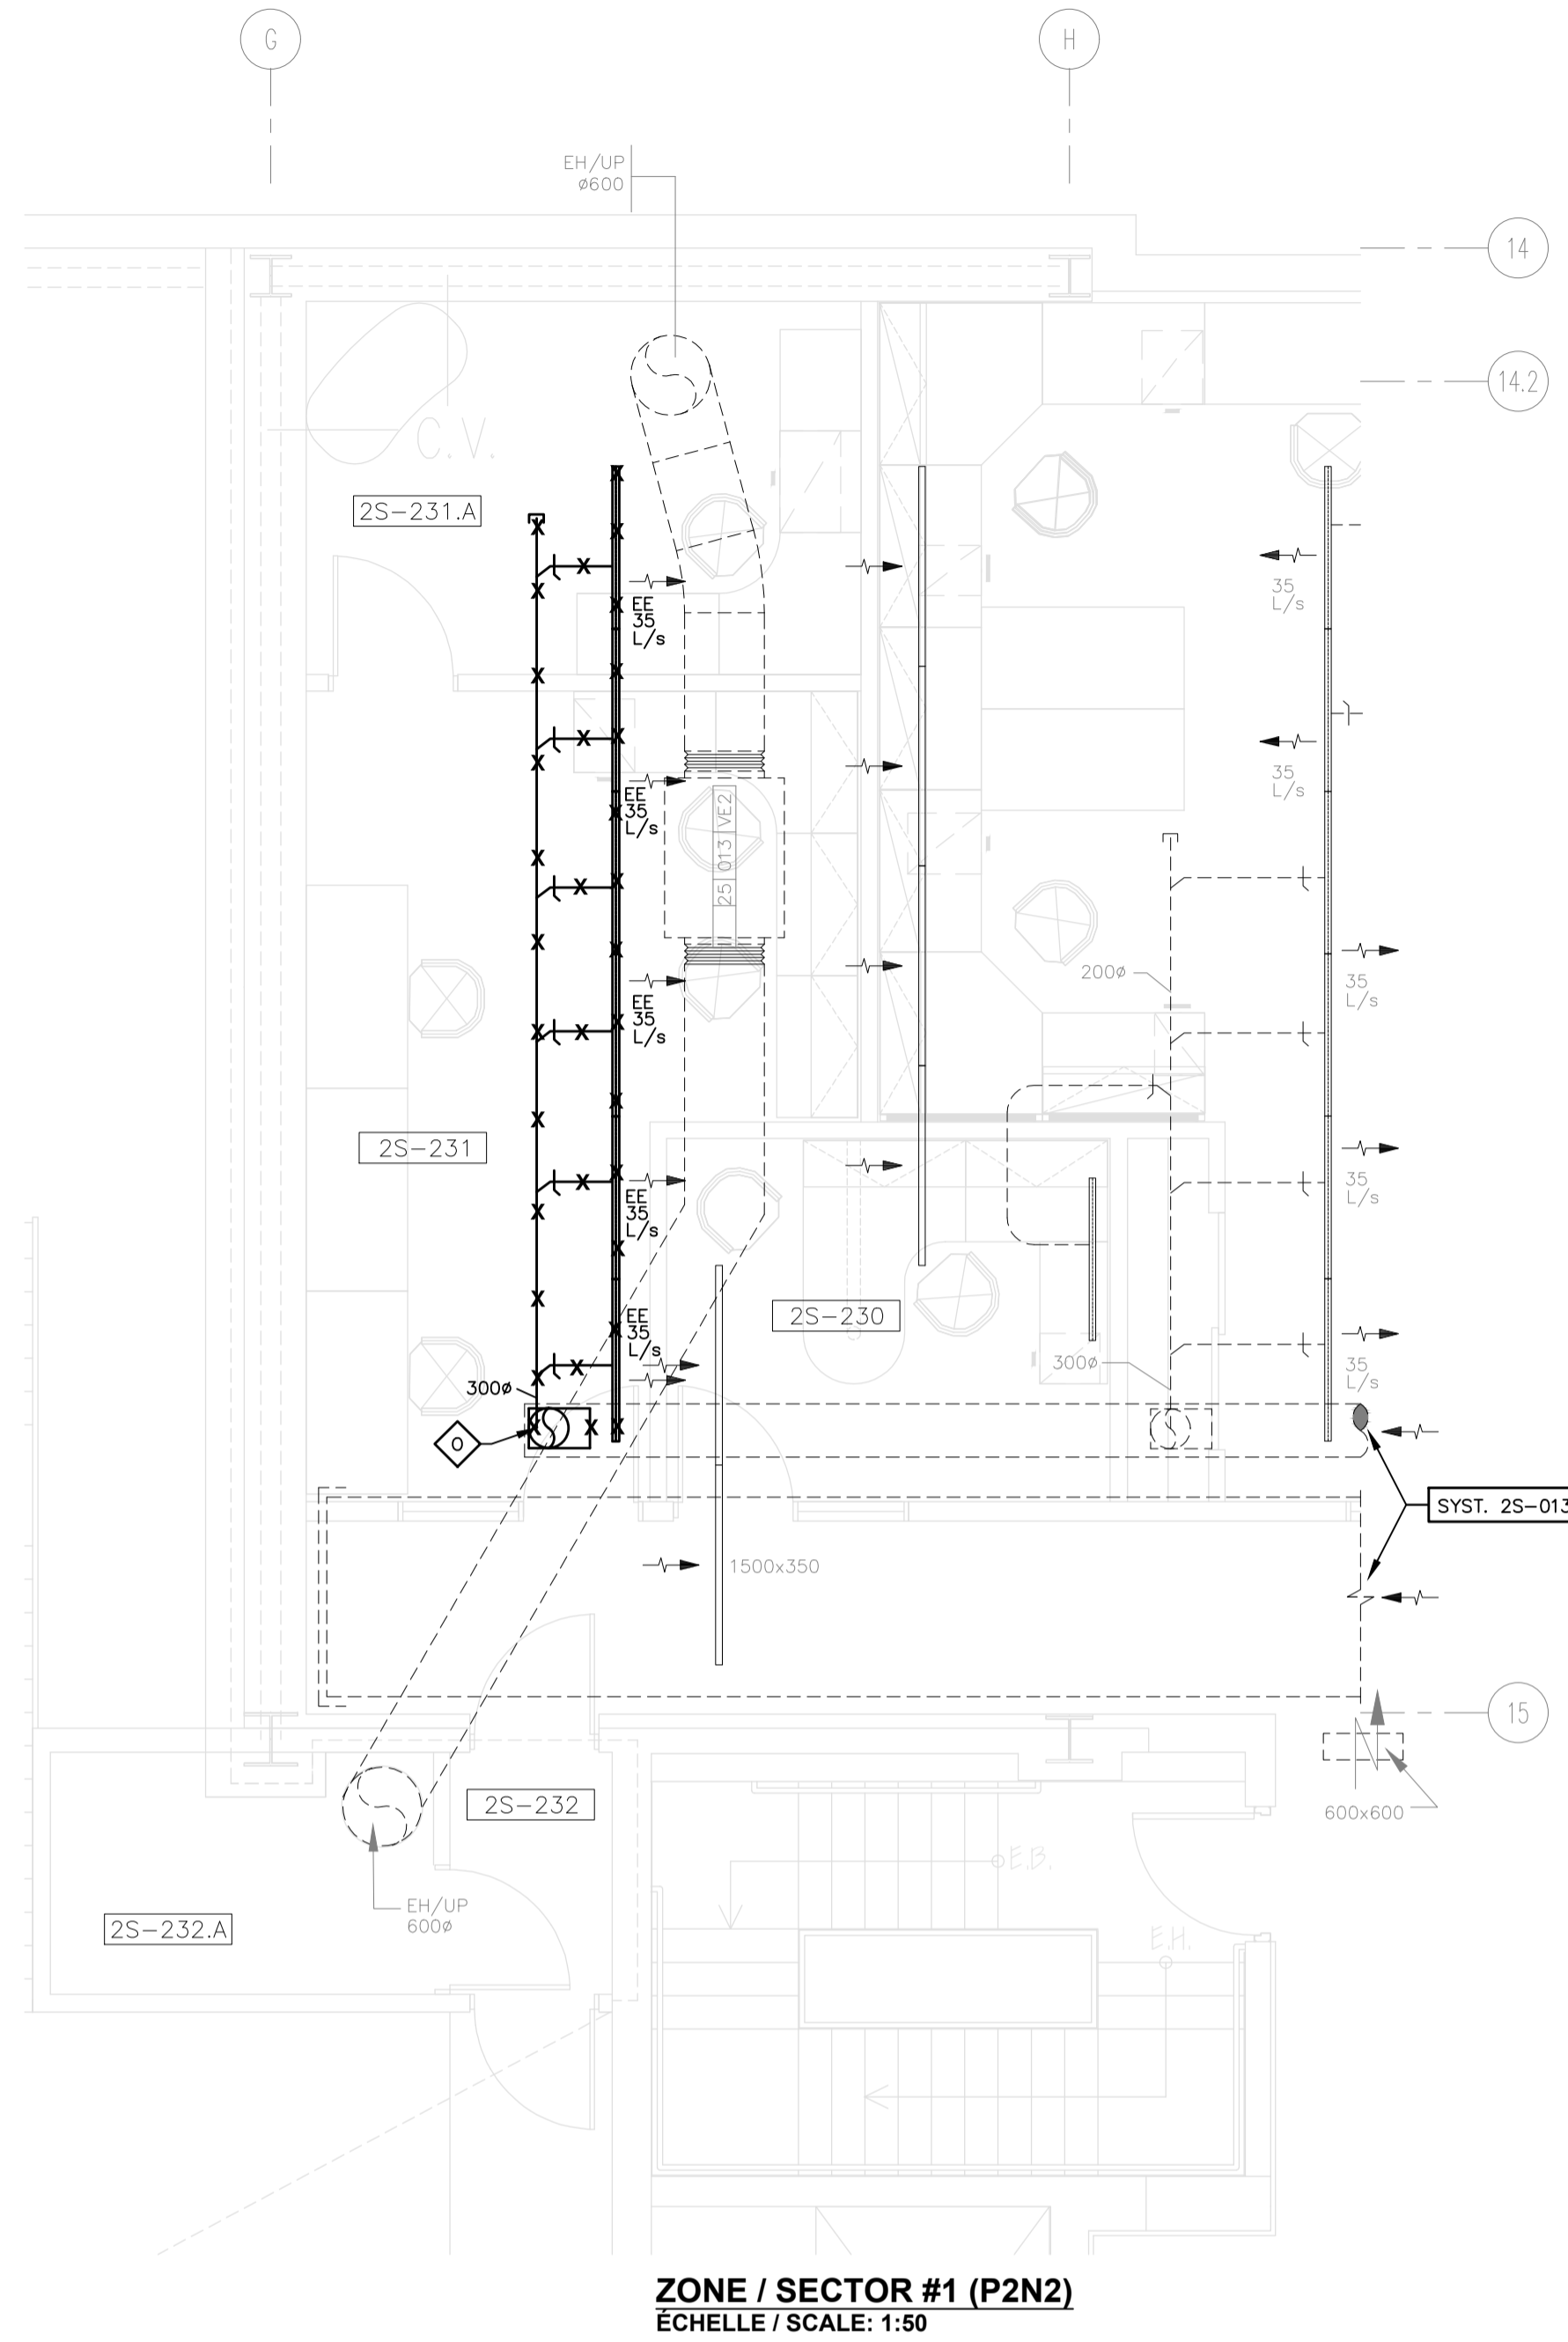 G
H
EH/UP
ø600
14
14.2
C.V.
2S-231.A
35
L/s
EE
35
L/s
35
L/s
EE
35
L/s
25 013 VE2
200ø
35
L/s
EE
35
L/s
2S-231
35
L/s
EE
35
L/s
2S-230
EE
35
L/s
300ø
35
L/s
300ø
O
SYST. 2S-013
1500x350
15
2S-232
600x600
E.B.
EH/UP
600ø
2S-232.A
E.H.
ZONE / SECTOR #1 (P2N2)
ÉCHELLE / SCALE: 1:50